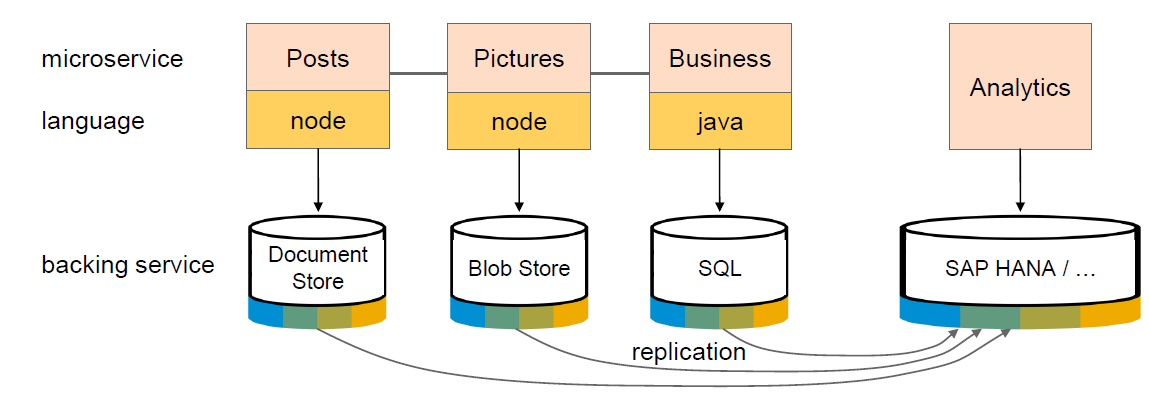 microservice
Posts
Pictures
Business
Analytics
language
node
node
java
backing service
Document
Store
Blob Store
SQL
SAP HANA / …
replication